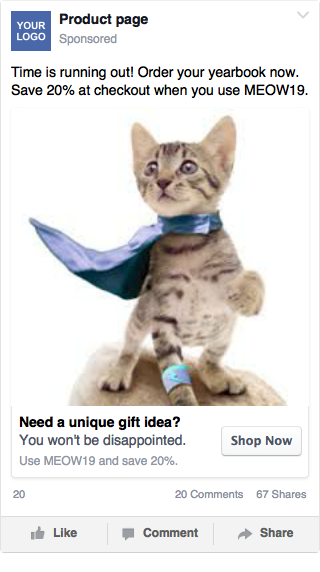 YOUR
LOGO
Product page
Sponsored
Time is running out! Order your yearbook now.
Save 20% at checkout when you use MEOW19.
Need a unique gift idea?
You won't be disappointed.
Use MEOW19 and save 20%.
Shop Now
20
20 Comments 67 Shares
Like Comment Share